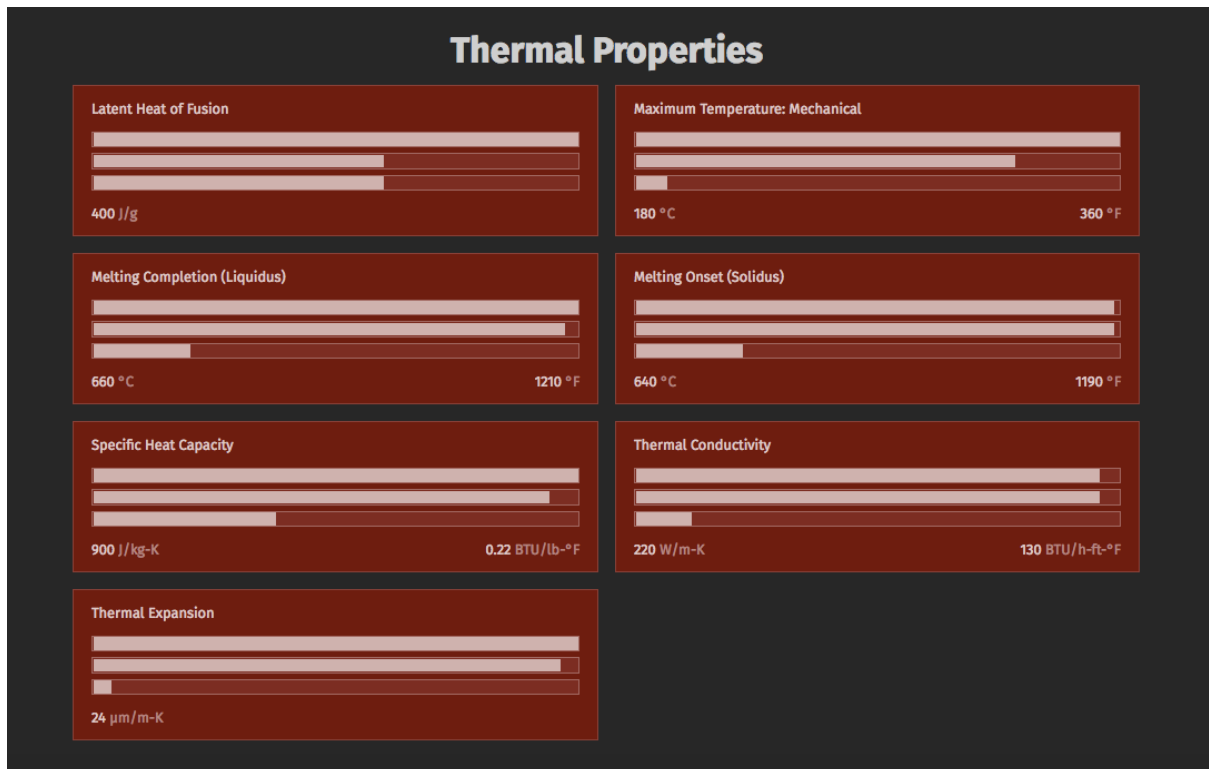 Thermal Properties
Latent Heat of Fusion
400 J/g
Maximum Temperature: Mechanical
180 °C 360 °F
Melting Completion (Liquidus)
660 °C 1210 °F
Melting Onset (Solidus)
640 °C 1190 °F
Specific Heat Capacity
900 J/kg-K 0.22 BTU/lb-°F
Thermal Conductivity
220 W/m-K 130 BTU/h-ft-°F
Thermal Expansion
24 µm/m-K